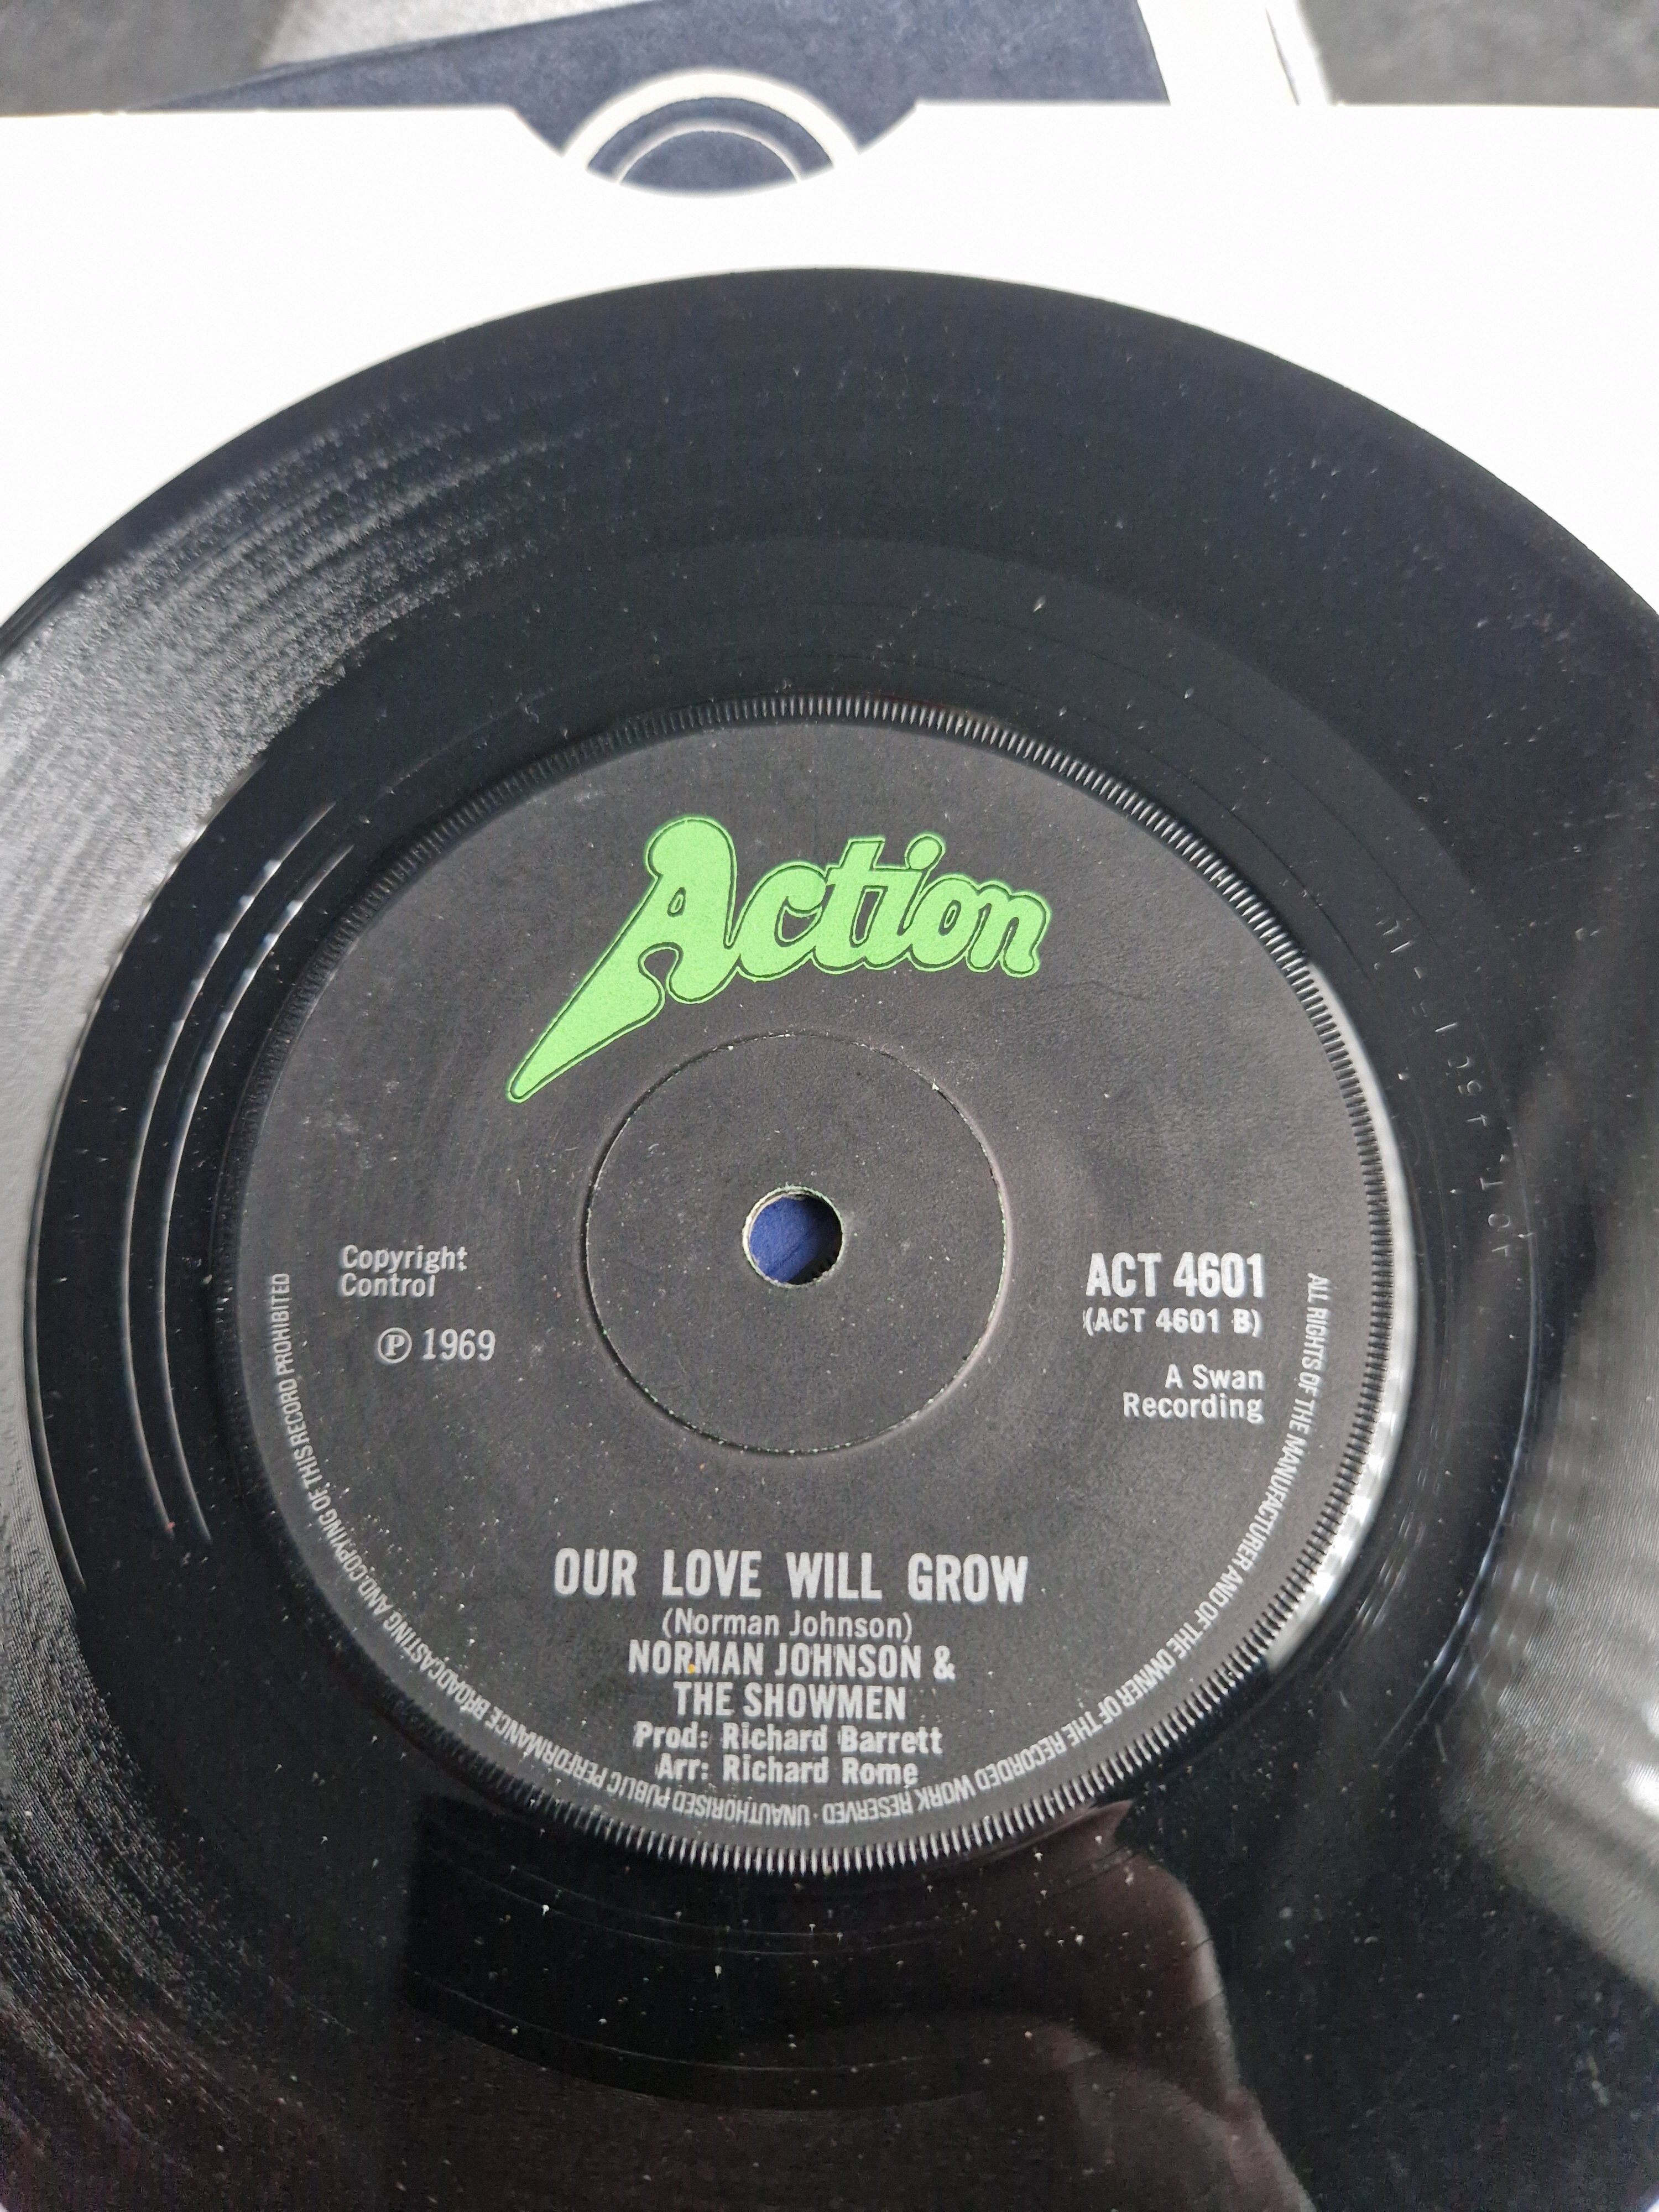 Action
Copyright
Control
℗ 1969
ACT 4601
(ACT 4601 B)
A Swan
Recording
OUR LOVE WILL GROW
(Norman Johnson)
NORMAN JOHNSON &
THE SHOWMEN
Prod: Richard Barrett
Arr: Richard Rome
ALL RIGHTS OF THE MANUFACTURER AND OF THE OWNER OF THE RECORDED WORK RESERVED · UNAUTHORISED PUBLIC PERFORMANCE BROADCASTING AND COPYING OF THIS RECORD PROHIBITED